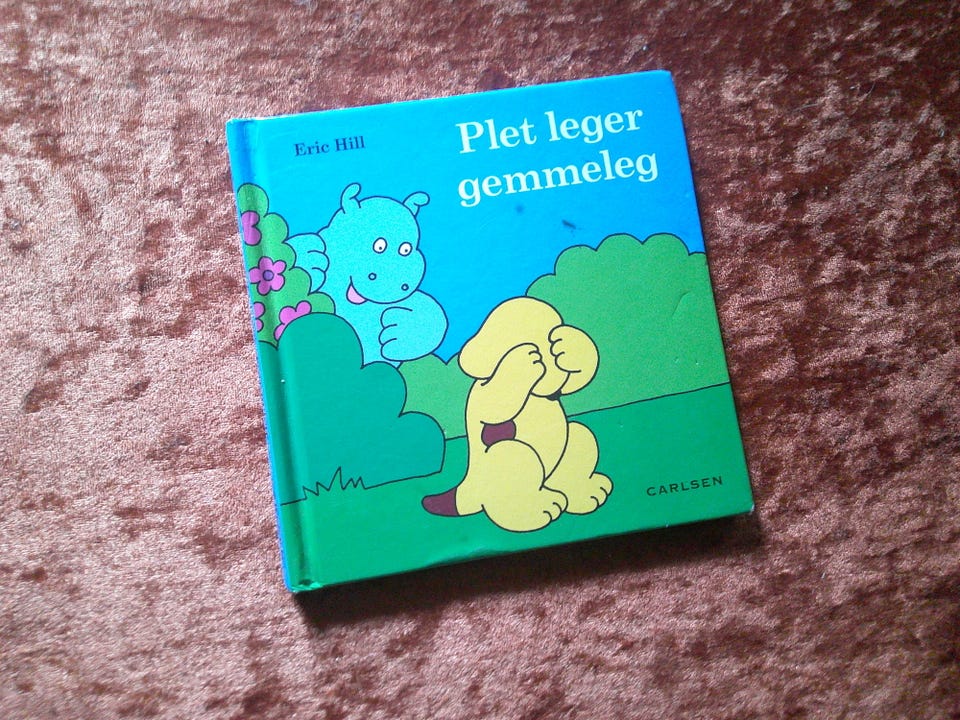 Eric Hill
Plet leger
gemmeleg
CARLSEN